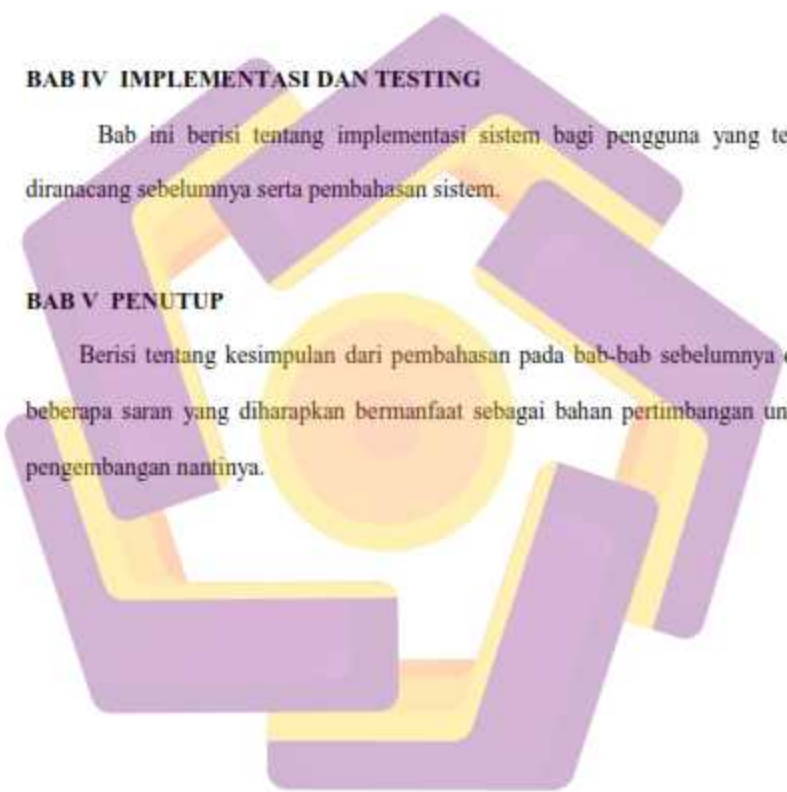 BAB IV IMPLEMENTASI DAN TESTING
Bab ini berisi tentang implementasi sistem bagi pengguna yang
diranacang sebelumnya serta pembahasan sistem.
BAB V PENUTUP
Berisi tentang kesimpulan dari pembahasan pada bab-bab sebelumnya
beberapa saran yang diharapkan bermanfaat sebagai bahan pertimbangan
pengembangan nantinya.